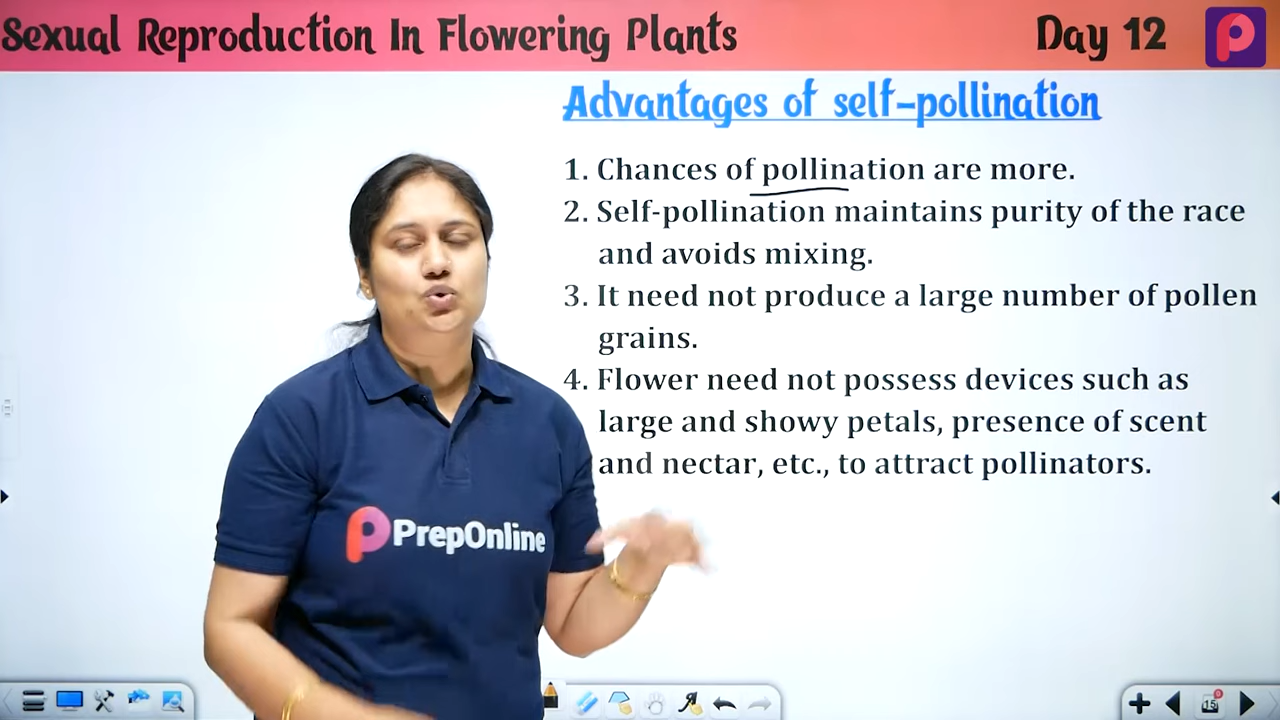 Sexual Reproduction In Flowering Plants
Day 12
Advantages of self-pollination
1. Chances of pollination are more.
2. Self-pollination maintains purity of the race
and avoids mixing.
3. It need not produce a large number of pollen
grains.
4. Flower need not possess devices such as
large and showy petals, presence of scent
and nectar, etc., to attract pollinators.
PrepOnline
15